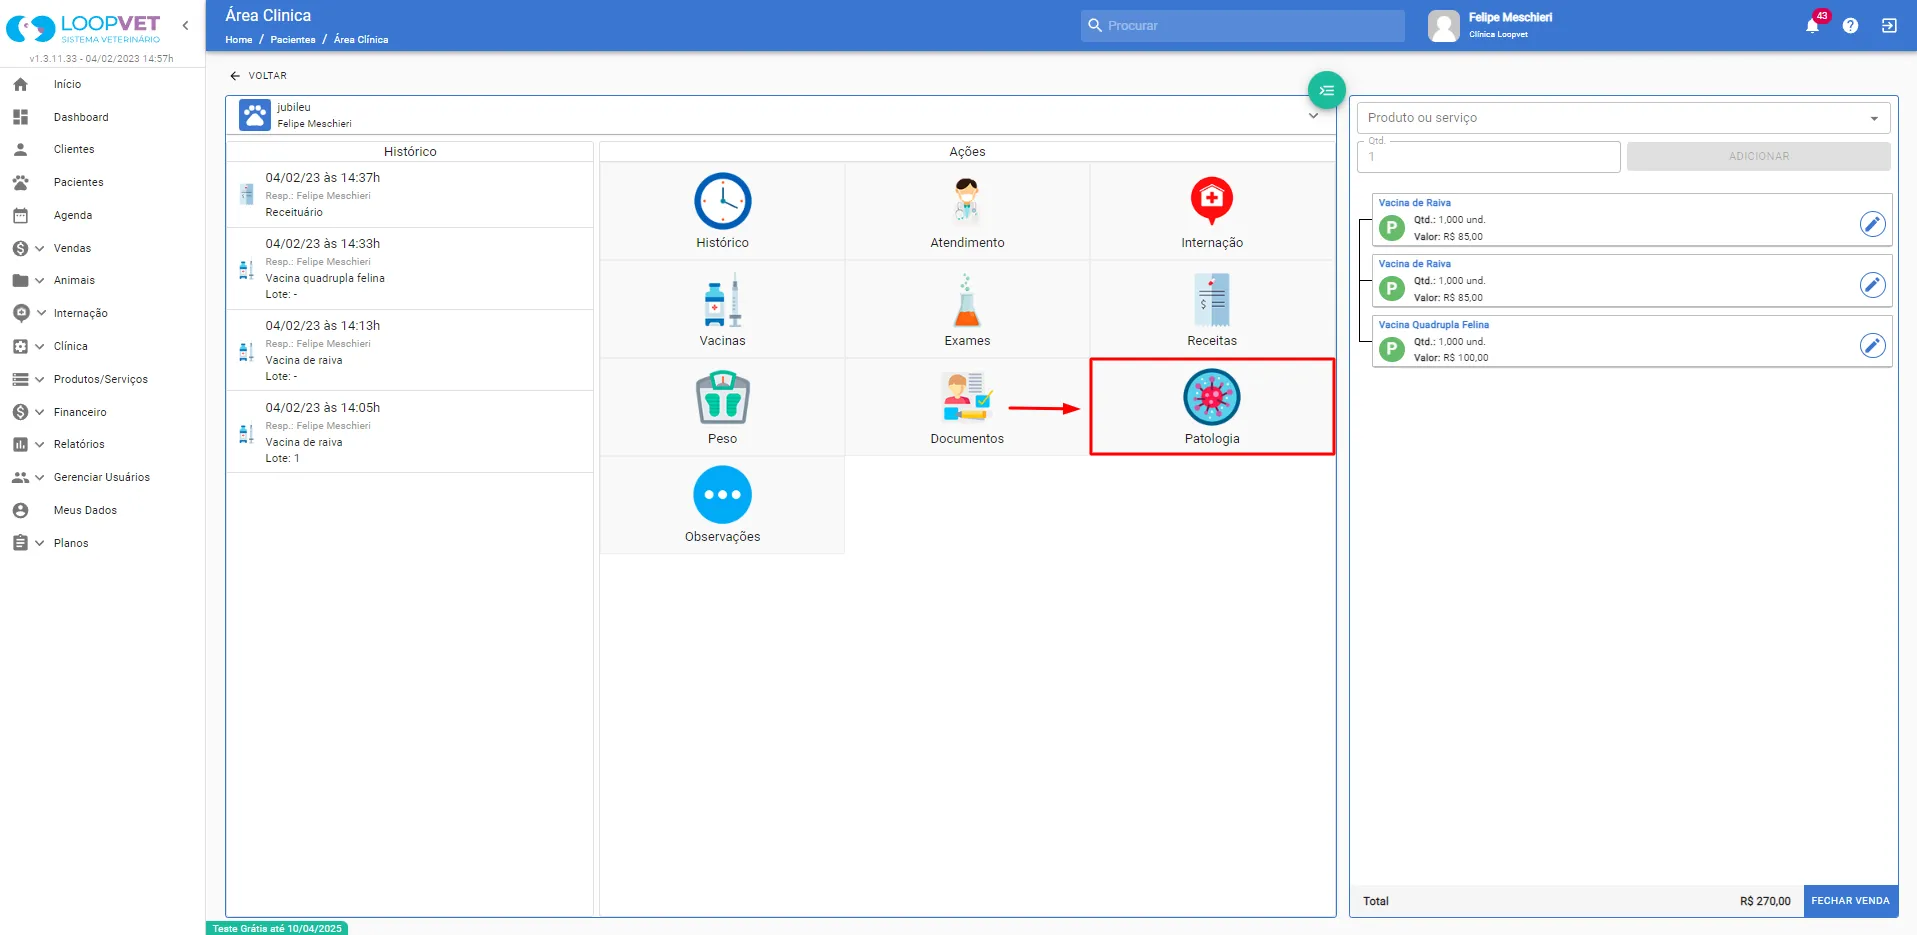 LOOPVET
SISTEMA VETERINÁRIO
v1.3.11.33 - 04/02/2023 14:57h
Início
Dashboard
Clientes
Pacientes
Agenda
Vendas
Animais
Internação
Clínica
Produtos/Serviços
Financeiro
Relatórios
Gerenciar Usuários
Meus Dados
Planos
Área Clinica
Home / Pacientes / Área Clínica
Procurar
Felipe Meschieri
Clínica Loopvet
43
VOLTAR
jubileu
Felipe Meschieri
Histórico
04/02/23 às 14:37h
Resp.: Felipe Meschieri
Receituário
04/02/23 às 14:33h
Resp.: Felipe Meschieri
Vacina quadrupla felina
Lote: -
04/02/23 às 14:13h
Resp.: Felipe Meschieri
Vacina de raiva
Lote: -
04/02/23 às 14:05h
Resp.: Felipe Meschieri
Vacina de raiva
Lote: 1
Ações
Histórico
Atendimento
Internação
Vacinas
Exames
Receitas
Peso
Documentos
Patologia
Observações
Produto ou serviço
Qtd.
1
ADICIONAR
Vacina de Raiva
P
Qtd.: 1,000 und.
Valor: R$ 85,00
Vacina de Raiva
P
Qtd.: 1,000 und.
Valor: R$ 85,00
Vacina Quadrupla Felina
P
Qtd.: 1,000 und.
Valor: R$ 100,00
Total
R$ 270,00
FECHAR VENDA
Teste Grátis até 10/04/2025